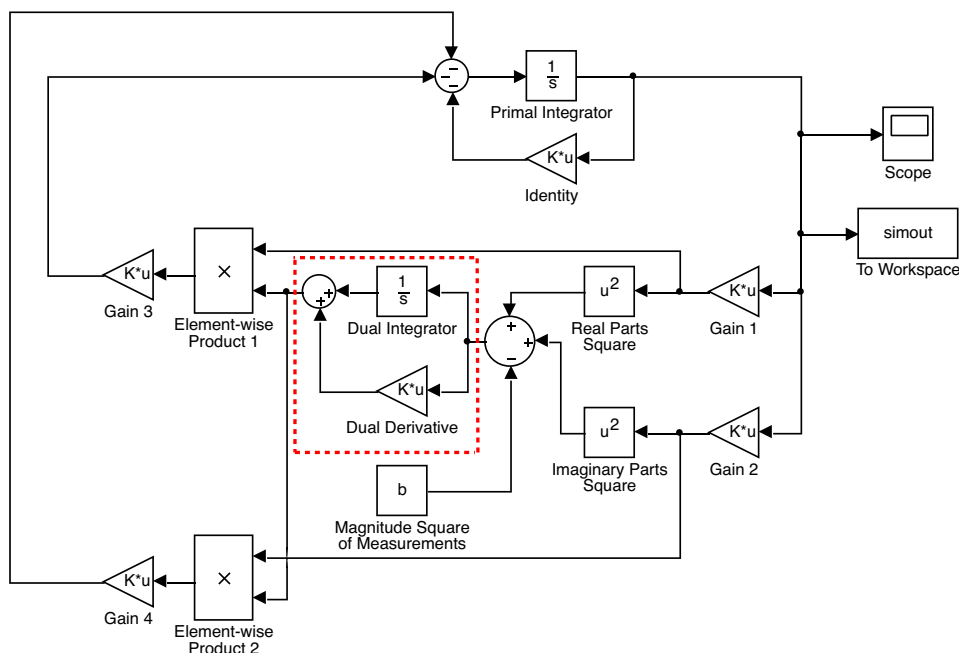 1
s
Primal Integrator
K*u
Identity
Scope
simout
To Workspace
K*u
Gain 3
×
Element-wise
Product 1
1
s
Dual Integrator
K*u
Dual Derivative
u2
Real Parts
Square
K*u
Gain 1
u2
Imaginary Parts
Square
K*u
Gain 2
b
Magnitude Square
of Measurements
K*u
Gain 4
×
Element-wise
Product 2